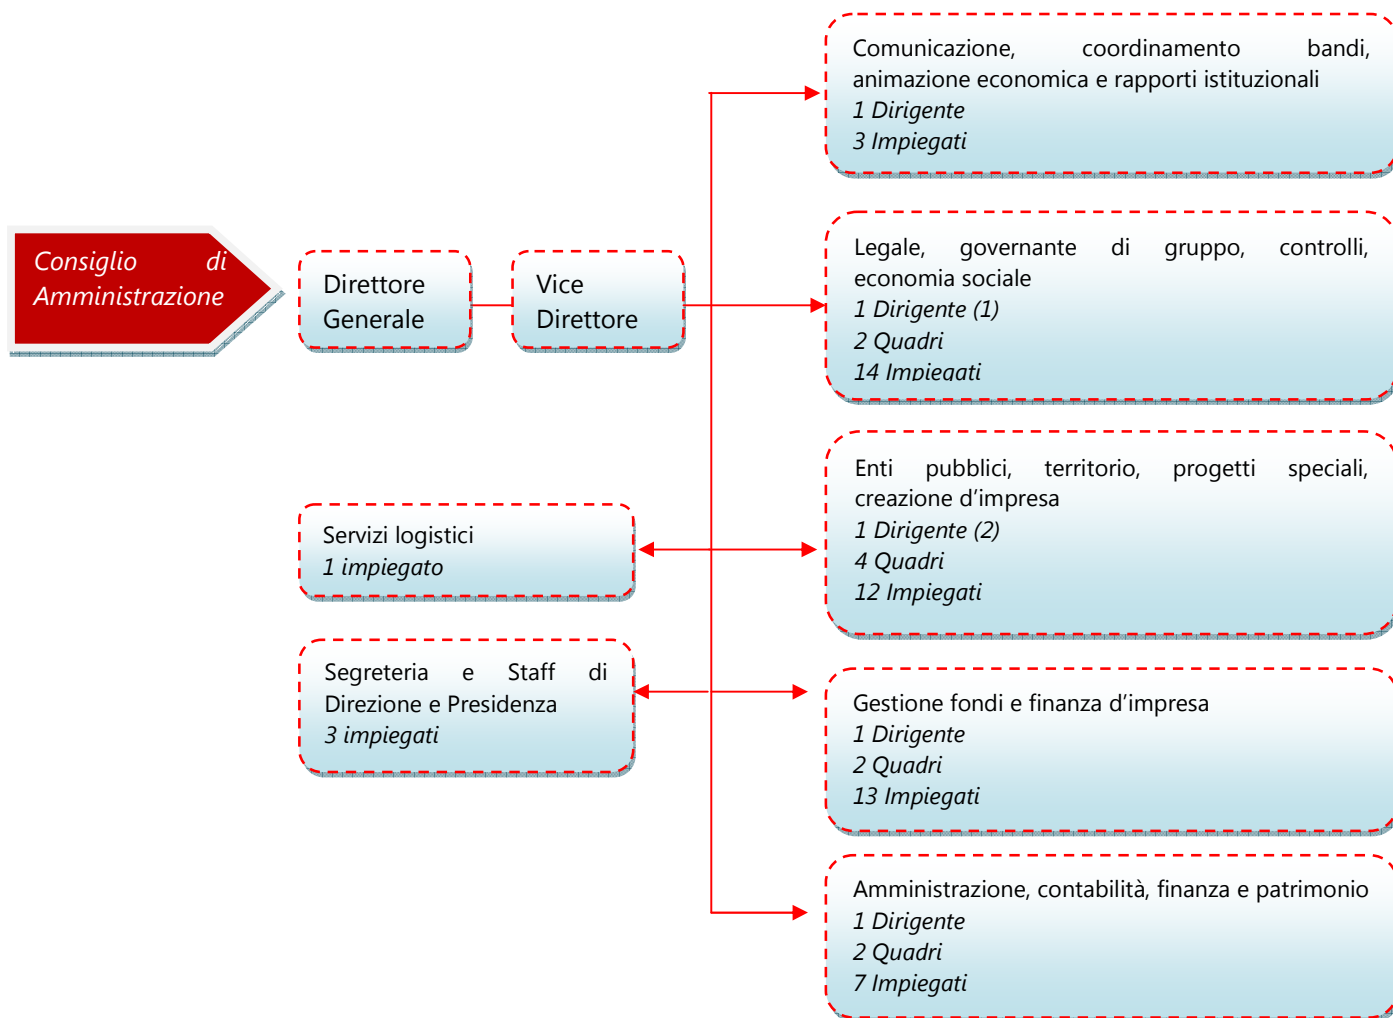 Consiglio di
Amministrazione
Direttore
Generale
Vice
Direttore
Comunicazione, coordinamento bandi,
animazione economica e rapporti istituzionali
1 Dirigente
3 Impiegati
Legale, governante di gruppo, controlli,
economia sociale
1 Dirigente (1)
2 Quadri
14 Impiegati
Enti pubblici, territorio, progetti speciali,
creazione d'impresa
1 Dirigente (2)
4 Quadri
12 Impiegati
Servizi logistici
1 impiegato
Segreteria e Staff di
Direzione e Presidenza
3 impiegati
Gestione fondi e finanza d'impresa
1 Dirigente
2 Quadri
13 Impiegati
Amministrazione, contabilità, finanza e patrimonio
1 Dirigente
2 Quadri
7 Impiegati